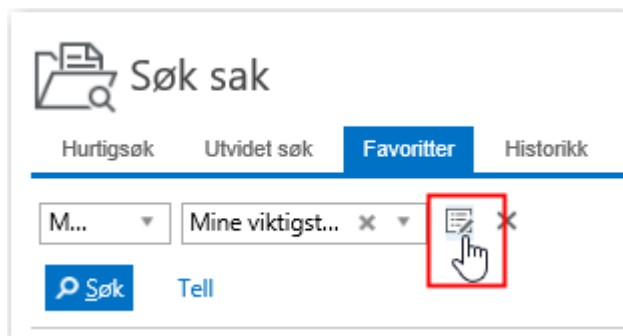 Søk sak
Hurtigsøk Utvidet søk Favoritter Historikk
M... Mine viktigst...
Søk Tell